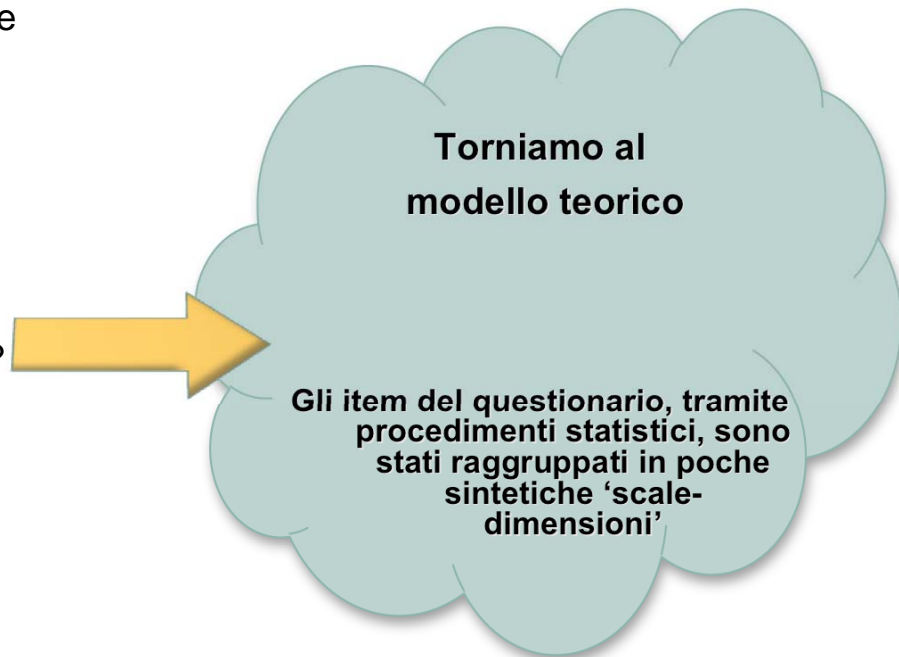 e
Torniamo al
modello teorico
?
Gli item del questionario, tramite
procedimenti statistici, sono
stati raggruppati in poche
sintetiche ‘scale-
dimensioni’